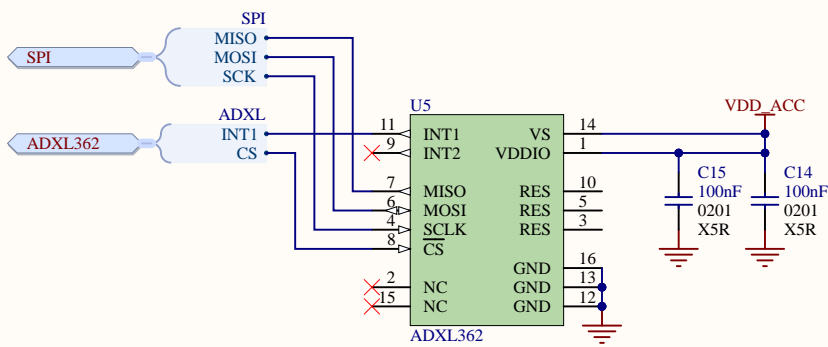 SPI
MISO
MOSI
SCK
SPI
ADXL
INT1
CS
ADXL362
U5
11 INT1 VS 14
9 INT2 VDDIO 1
7 MISO RES 10
6 MOSI RES 5
4 SCLK RES 3
8 CS
GND 16
2 NC GND 13
15 NC GND 12
ADXL362
VDD_ACC
C15
100nF
0201
X5R
C14
100nF
0201
X5R